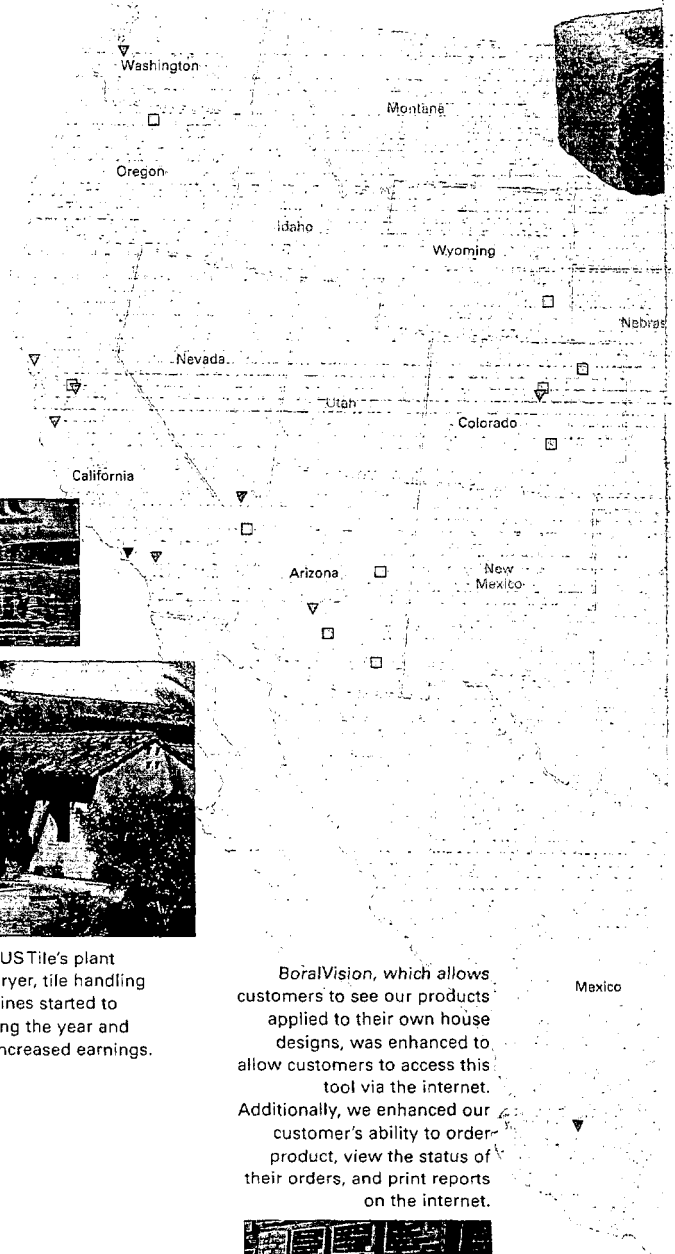 Washington
Montana
Oregon
Idaho
Wyoming
Nebras
Nevada
Utah
Colorado
California
Arizona
New
Mexico
US Tile's plant
ryer, tile handling
ines started to
ng the year and
ncreased earnings.
BoralVision, which allows
customers to see our products
applied to their own house
designs, was enhanced to
allow customers to access this
tool via the internet.
Additionally, we enhanced our
customer's ability to order
product, view the status of
their orders, and print reports
on the internet.
Mexico